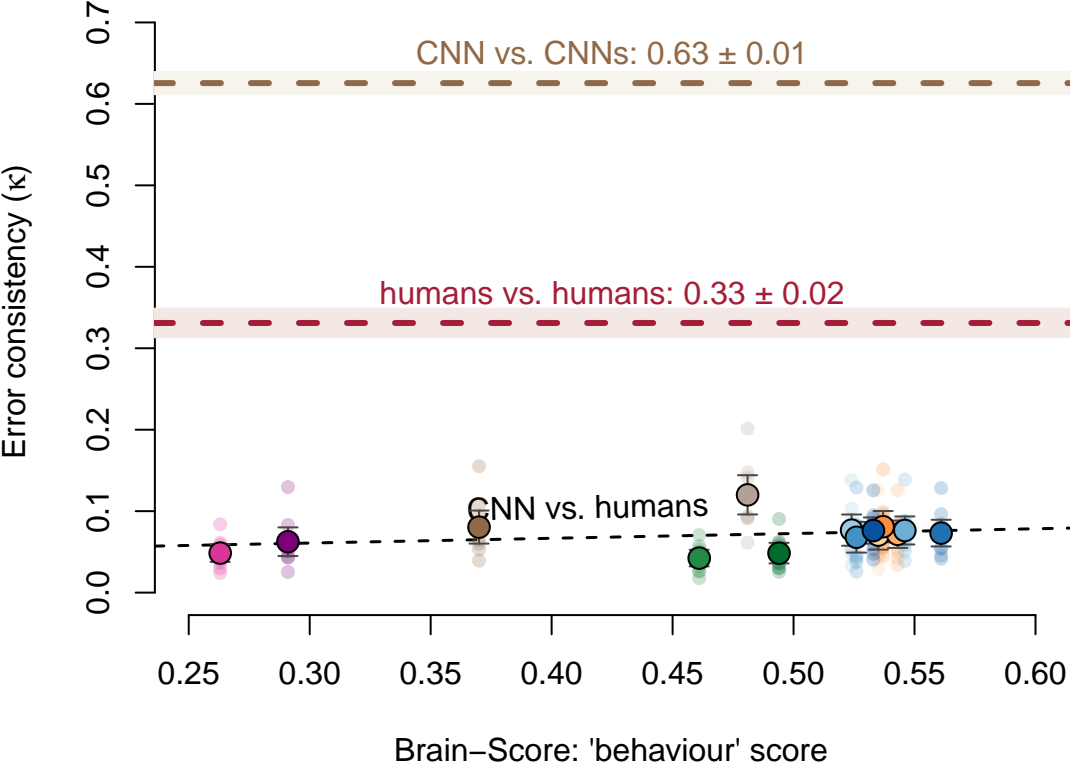 0.7
CNN vs. CNNs: 0.63 ± 0.01
0.6
0.5
Error consistency (κ)
0.4
humans vs. humans: 0.33 ± 0.02
0.3
0.2
CNN vs. humans
0.1
0.0
0.25 0.30 0.35 0.40 0.45 0.50 0.55 0.60
Brain−Score: 'behaviour' score